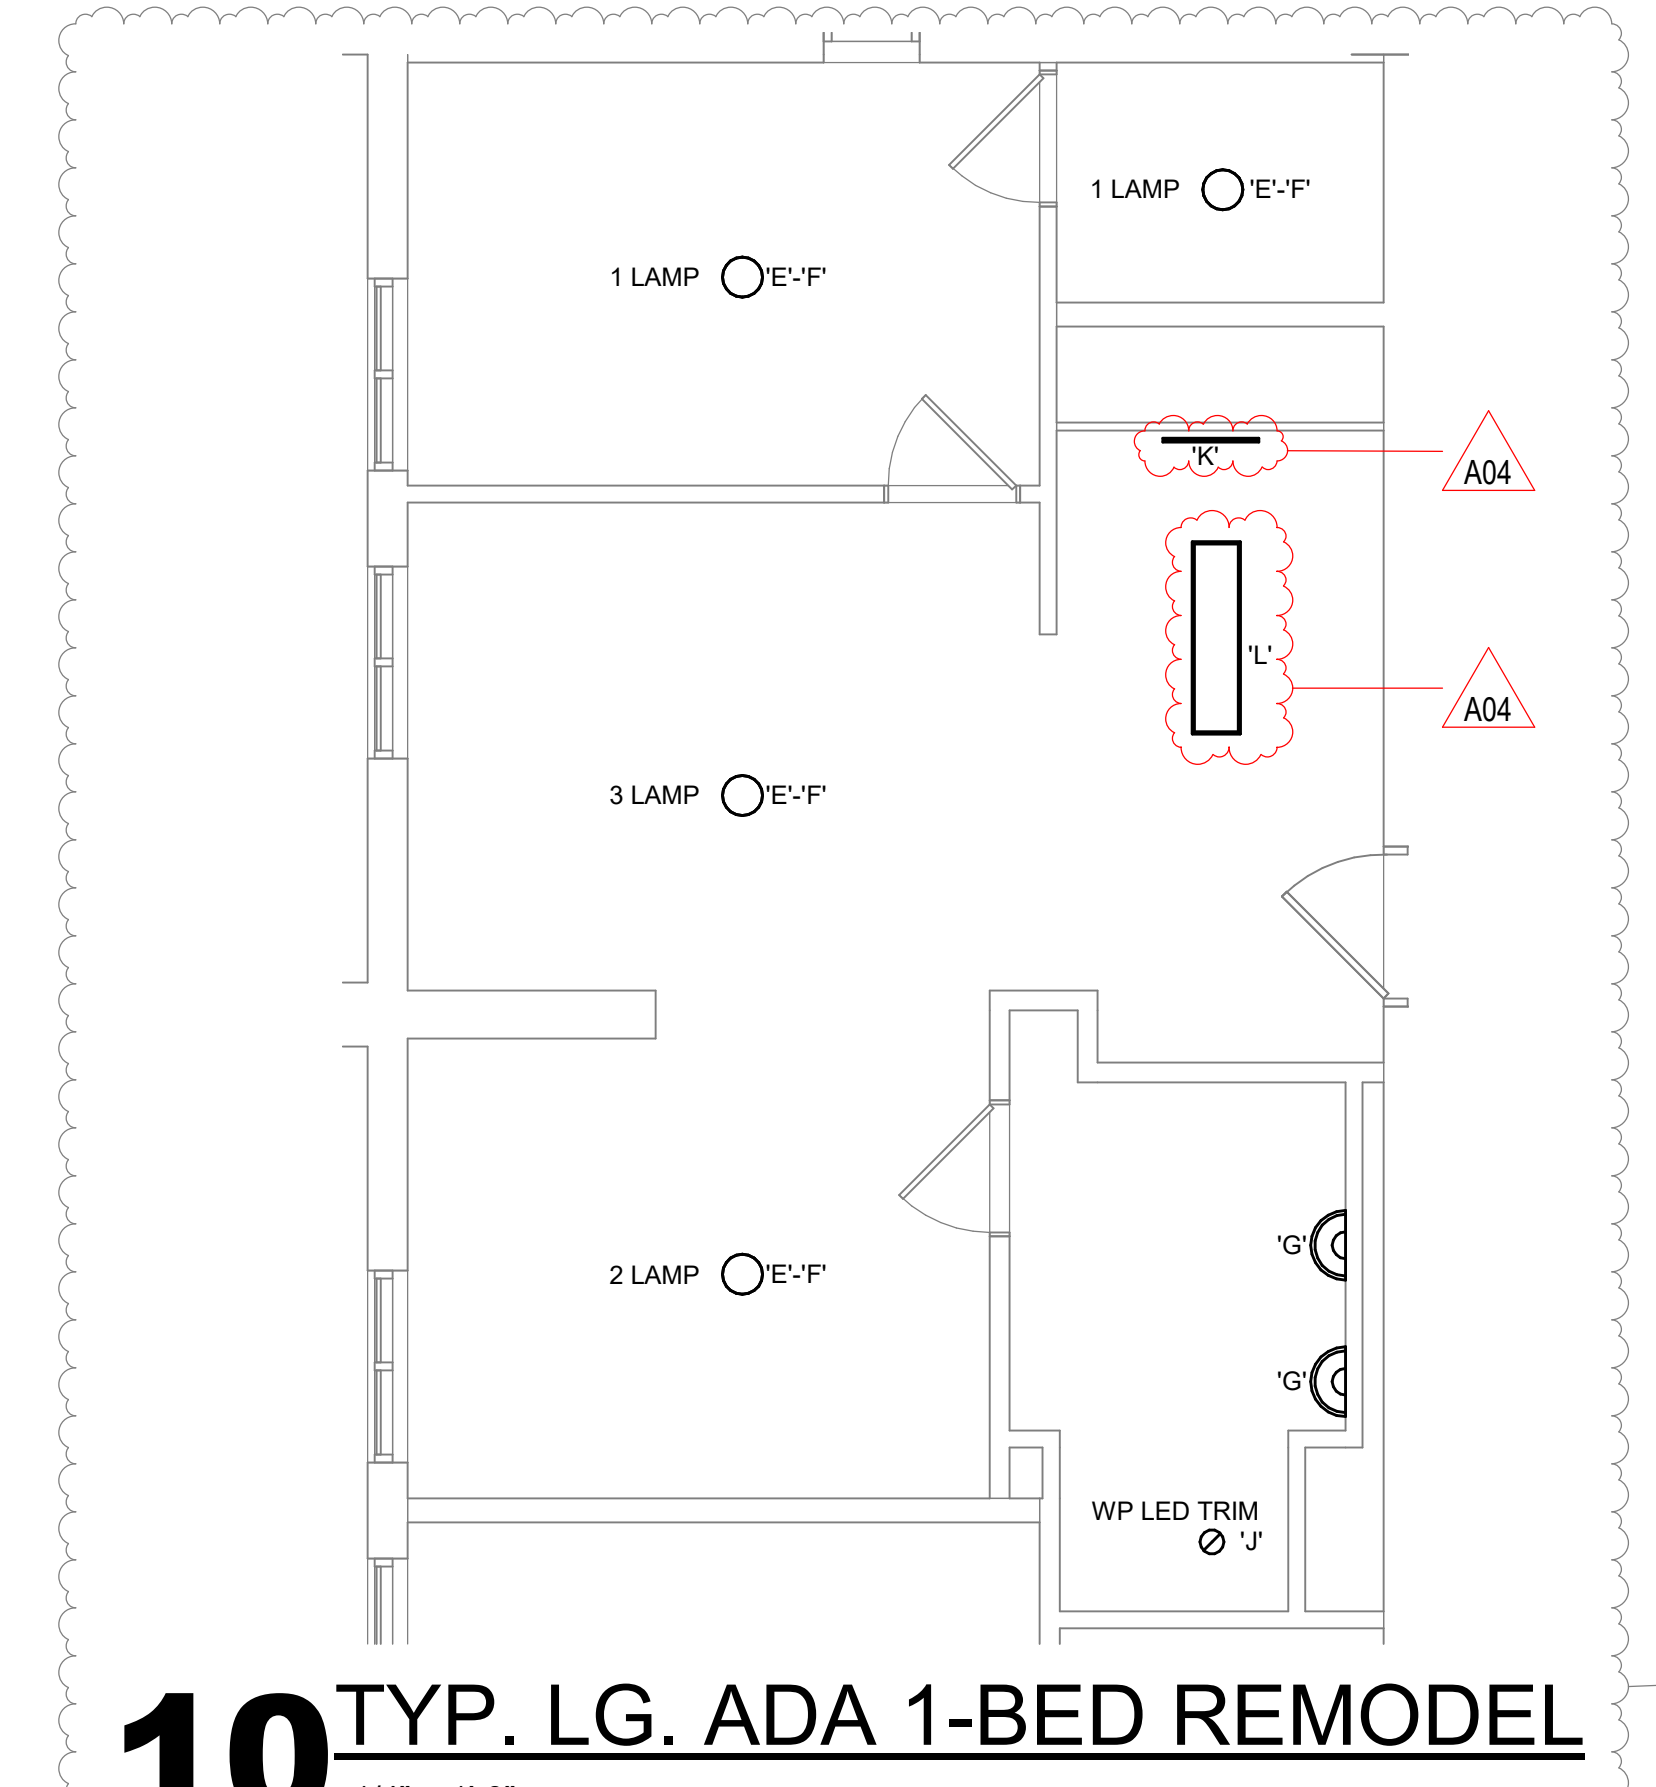 1 LAMP 'E'-'F'
1 LAMP 'E'-'F'
'K'
A04
'L'
A04
3 LAMP 'E'-'F'
'G'
2 LAMP 'E'-'F'
'G'
WP LED TRIM
'J'
10 TYP. LG. ADA 1-BED REMODEL